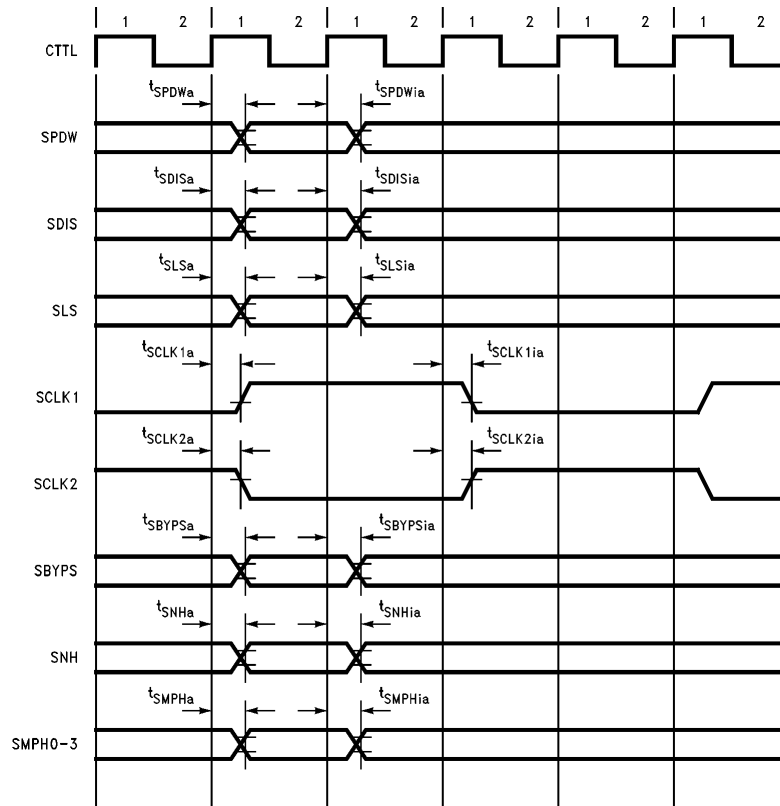 1 2 1 2 1 2 1 2 1 2 1 2
CTTL
tSPDWa tSPDWia
SPDW
tSDISa tSDISia
SDIS
tSLSa tSLSia
SLS
tSCLK1a tSCLK1ia
SCLK1
tSCLK2a tSCLK2ia
SCLK2
tSBYPSa tSBYPSia
SBYPS
tSNHa tSNHia
SNH
tSMPHa tSMPHia
SMPH0-3